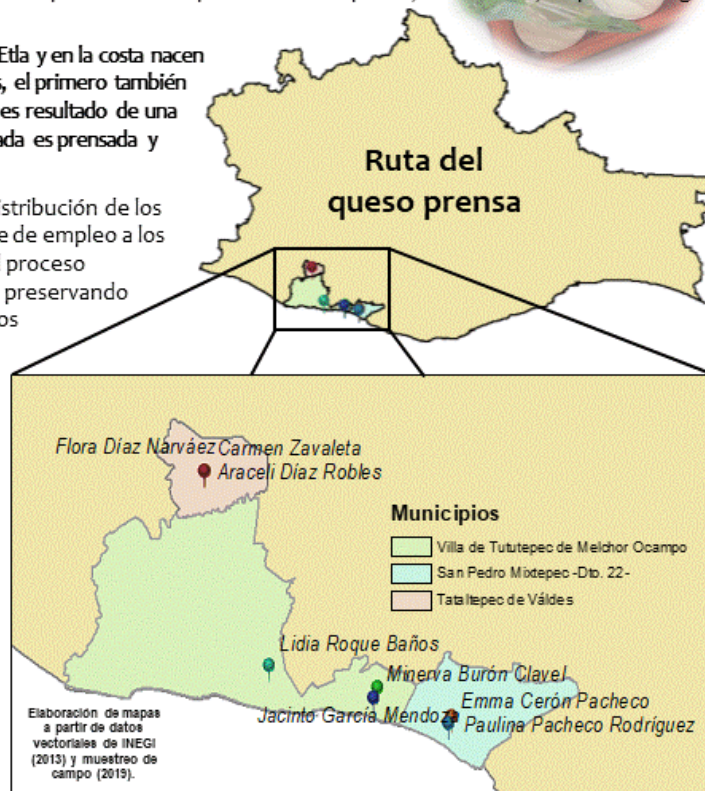 Etla y en la costa nacen
s, el primero también
es resultado de una
ada es prensada y
istribución de los
e de empleo a los
l proceso
preservando
os
Ruta del
queso prensa
Flora Díaz Narváez Carmen Zavaleta
Araceli Díaz Robles
Municipios
Villa de Tututepec de Melchor Ocampo
San Pedro Mixtepec -Dto. 22-
Tataltepec de Váldes
Lidia Roque Baños
Minerva Burón Clavel
Emma Cerón Pacheco
Jacinto García Mendoza
Paulina Pacheco Rodríguez
Elaboración de mapas
a partir de datos
vectoriales de INEGI
(2013) y muestreo de
campo (2019).